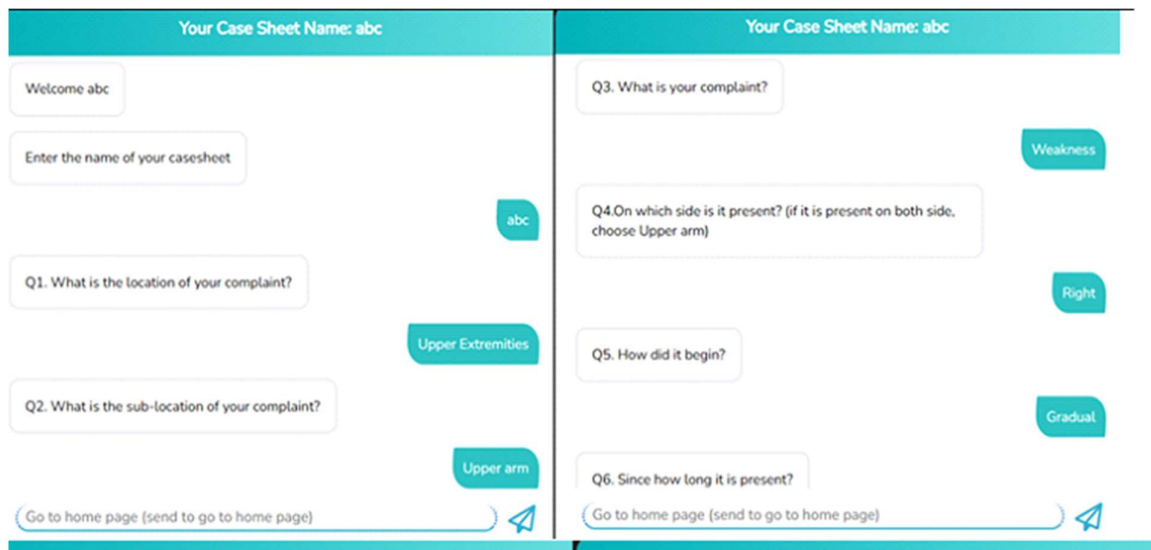 Your Case Sheet Name: abc
Welcome abc
Enter the name of your casesheet
abc
Q1. What is the location of your complaint?
Upper Extremities
Q2. What is the sub-location of your complaint?
Upper arm
Go to home page (send to go to home page)
Your Case Sheet Name: abc
Q3. What is your complaint?
Weakness
Q4.On which side is it present? (if it is present on both side,
choose Upper arm)
Right
Q5. How did it begin?
Gradual
Q6. Since how long it is present?
Go to home page (send to go to home page)